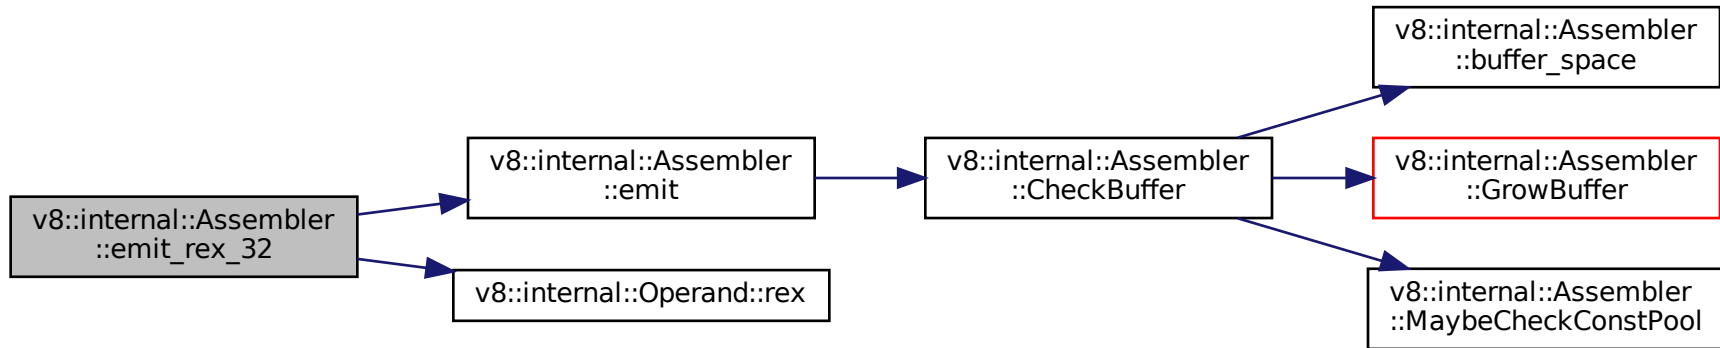 v8::internal::Assembler
::emit_rex_32
v8::internal::Assembler
::emit
v8::internal::Operand::rex
v8::internal::Assembler
::CheckBuffer
v8::internal::Assembler
::buffer_space
v8::internal::Assembler
::GrowBuffer
v8::internal::Assembler
::MaybeCheckConstPool